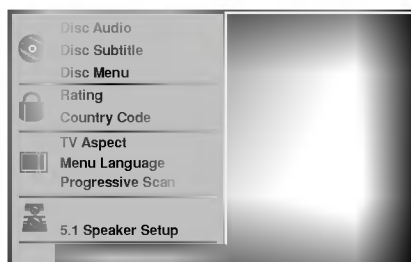 Disc Audio
Disc Subtitle
Disc Menu
Rating
Country Code
TV Aspect
Menu Language
Progressive Scan
5.1 Speaker Setup